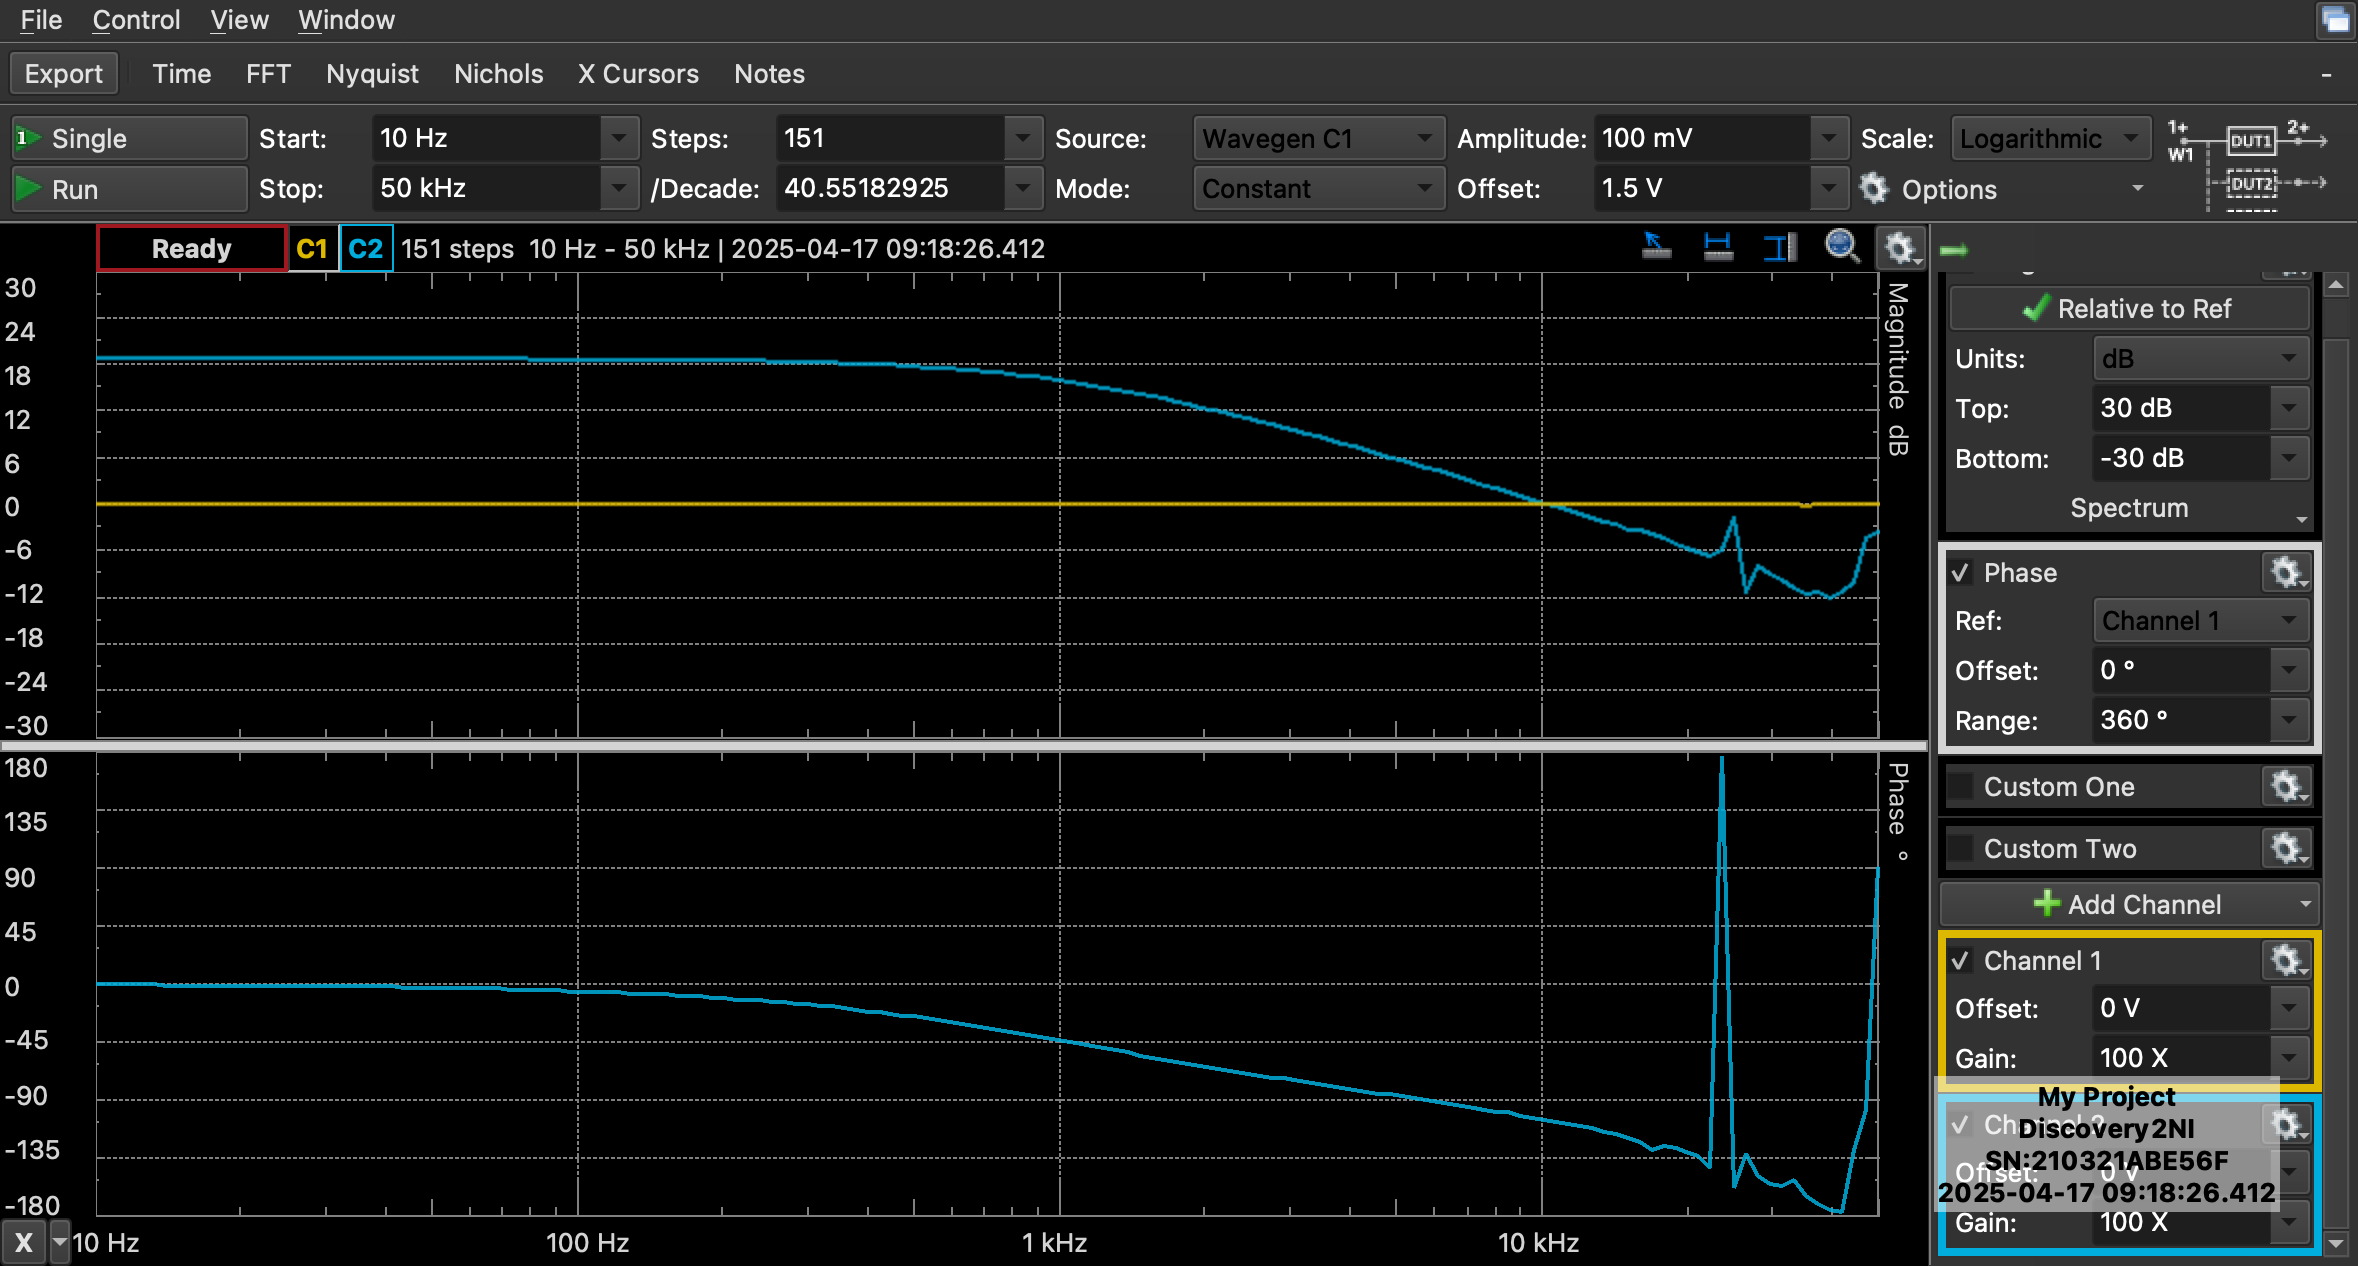 File Control View Window
Export Time FFT Nyquist Nichols X Cursors Notes
Single Start: 10 Hz Steps: 151 Source: Wavegen C1 Amplitude: 100 mV Scale: Logarithmic
Run Stop: 50 kHz /Decade: 40.55182925 Mode: Constant Offset: 1.5 V Options
1+ W1 DUT1 2+ DUT2
Ready C1 C2 151 steps 10 Hz - 50 kHz | 2025-04-17 09:18:26.412
30
24
18
12
6
0
-6
-12
-18
-24
-30
Magnitude dB
180
135
90
45
0
-45
-90
-135
-180
Phase °
X 10 Hz 100 Hz 1 kHz 10 kHz
Relative to Ref
Units: dB
Top: 30 dB
Bottom: -30 dB
Spectrum
Phase
Ref: Channel 1
Offset: 0 °
Range: 360 °
Custom One
Custom Two
Add Channel
Channel 1
Offset: 0 V
Gain: 100 X
My Project
Channel 2
Discovery2NI
SN:210321ABE56F
Offset: 0 V
2025-04-17 09:18:26.412
Gain: 100 X